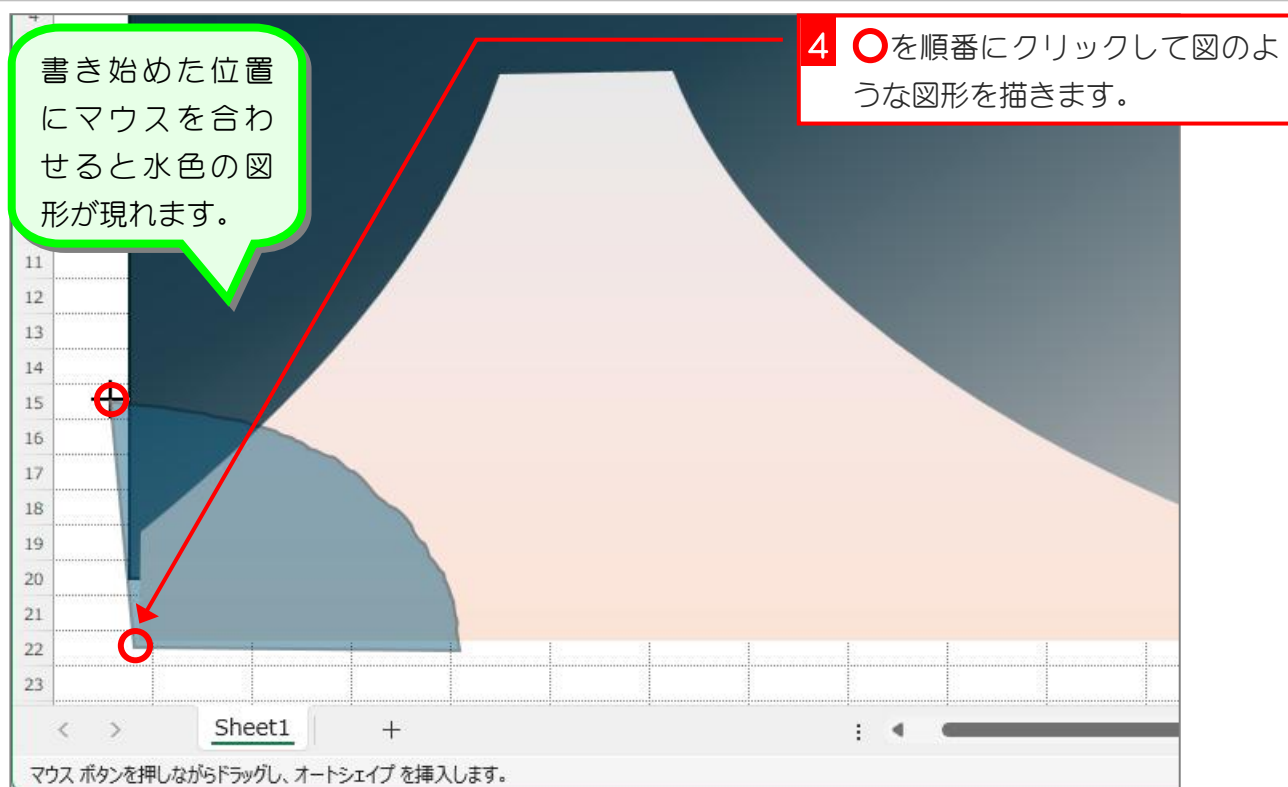 4 ○を順番にクリックして図のよ
うな図形を描きます。
書き始めた位置
にマウスを合わ
せると水色の図
形が現れます。
4
11
12
13
14
15
16
17
18
19
20
21
22
23
Sheet1
マウス ボタンを押しながらドラッグし、オートシェイプ を挿入します。